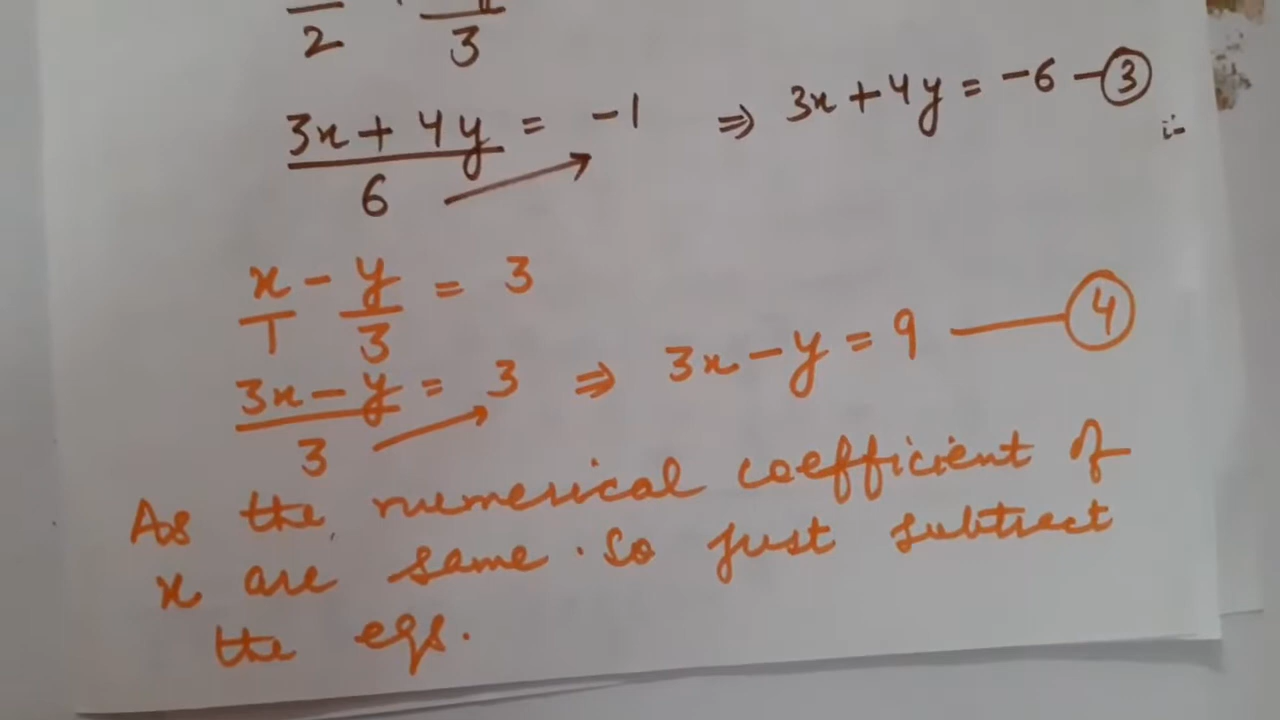 2 3
3x + 4y = -1 ⇒ 3x + 4y = -6 - ③
6
x - y = 3
1 3
3x - y = 3 ⇒ 3x - y = 9 — ④
3
As the numerical coefficient of
x are same. so just subtract
the eqs.